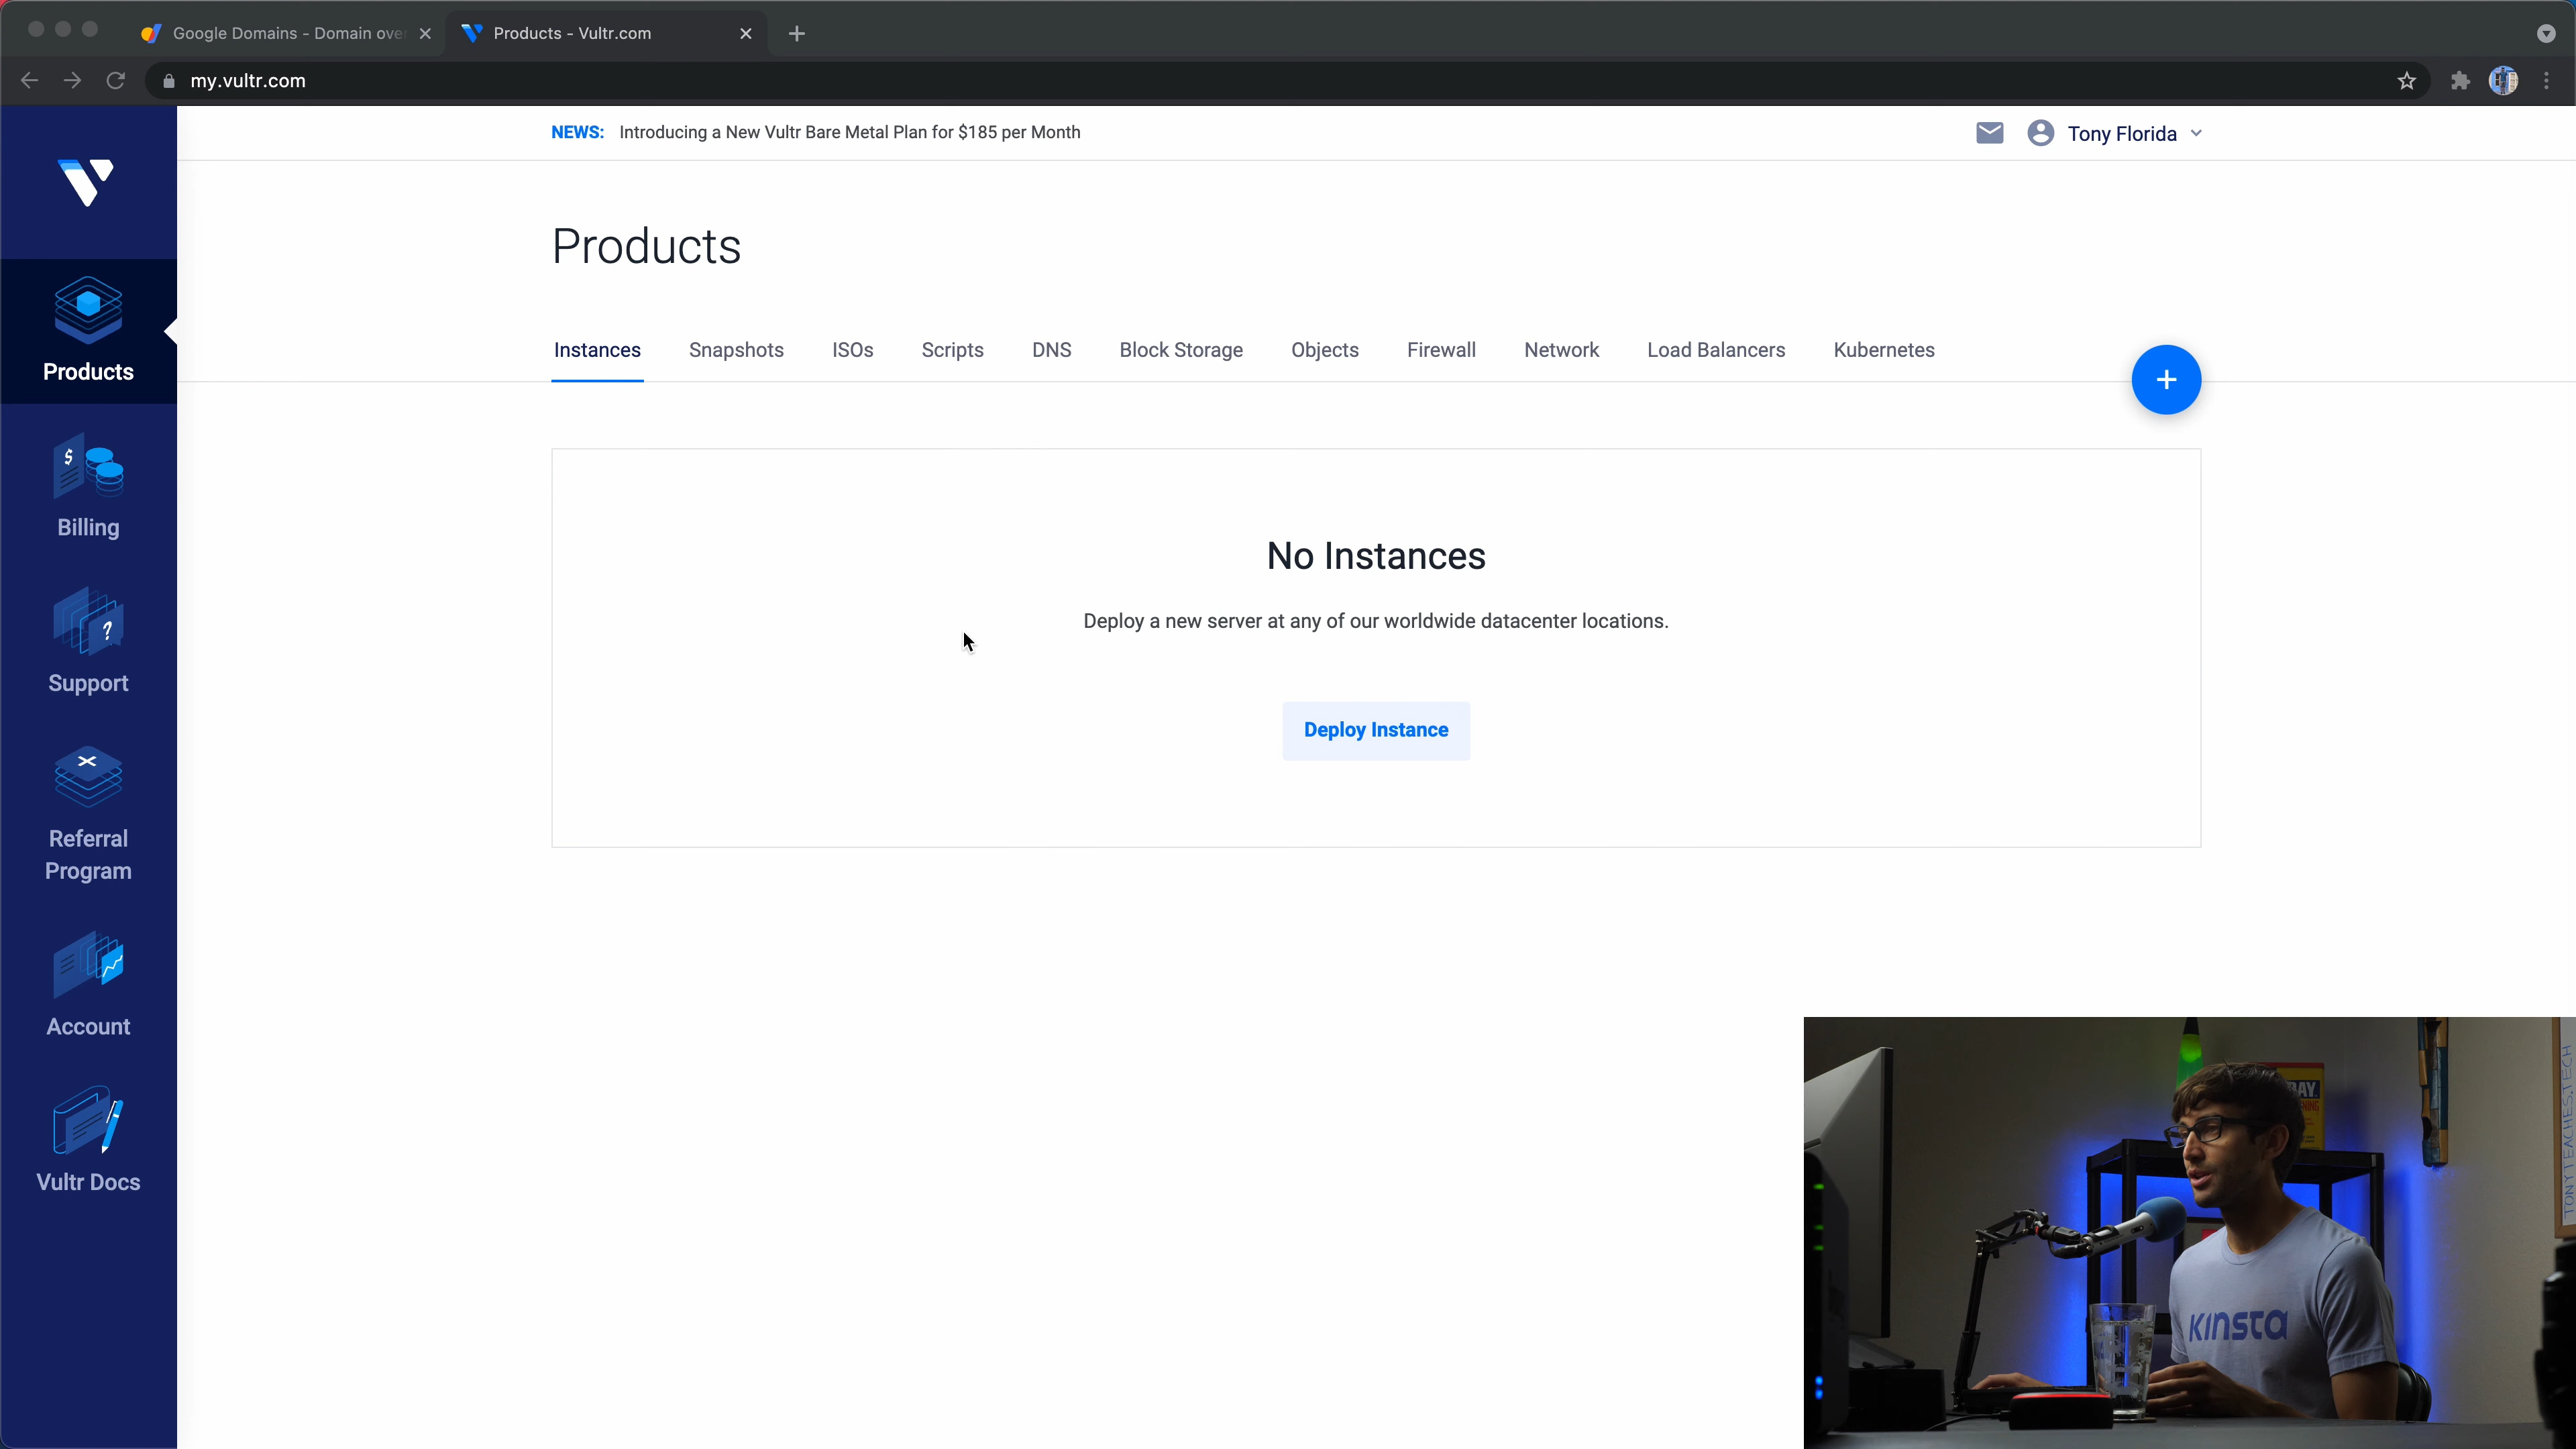 Google Domains - Domain over
Products - Vultr.com
my.vultr.com
NEWS: Introducing a New Vultr Bare Metal Plan for $185 per Month
Tony Florida
Products
Instances Snapshots ISOs Scripts DNS Block Storage Objects Firewall Network Load Balancers Kubernetes
+
No Instances
Deploy a new server at any of our worldwide datacenter locations.
Deploy Instance
Products
$
Billing
?
Support
Referral
Program
Account
Vultr Docs
KINSTA
TONYTEACHES.TECH